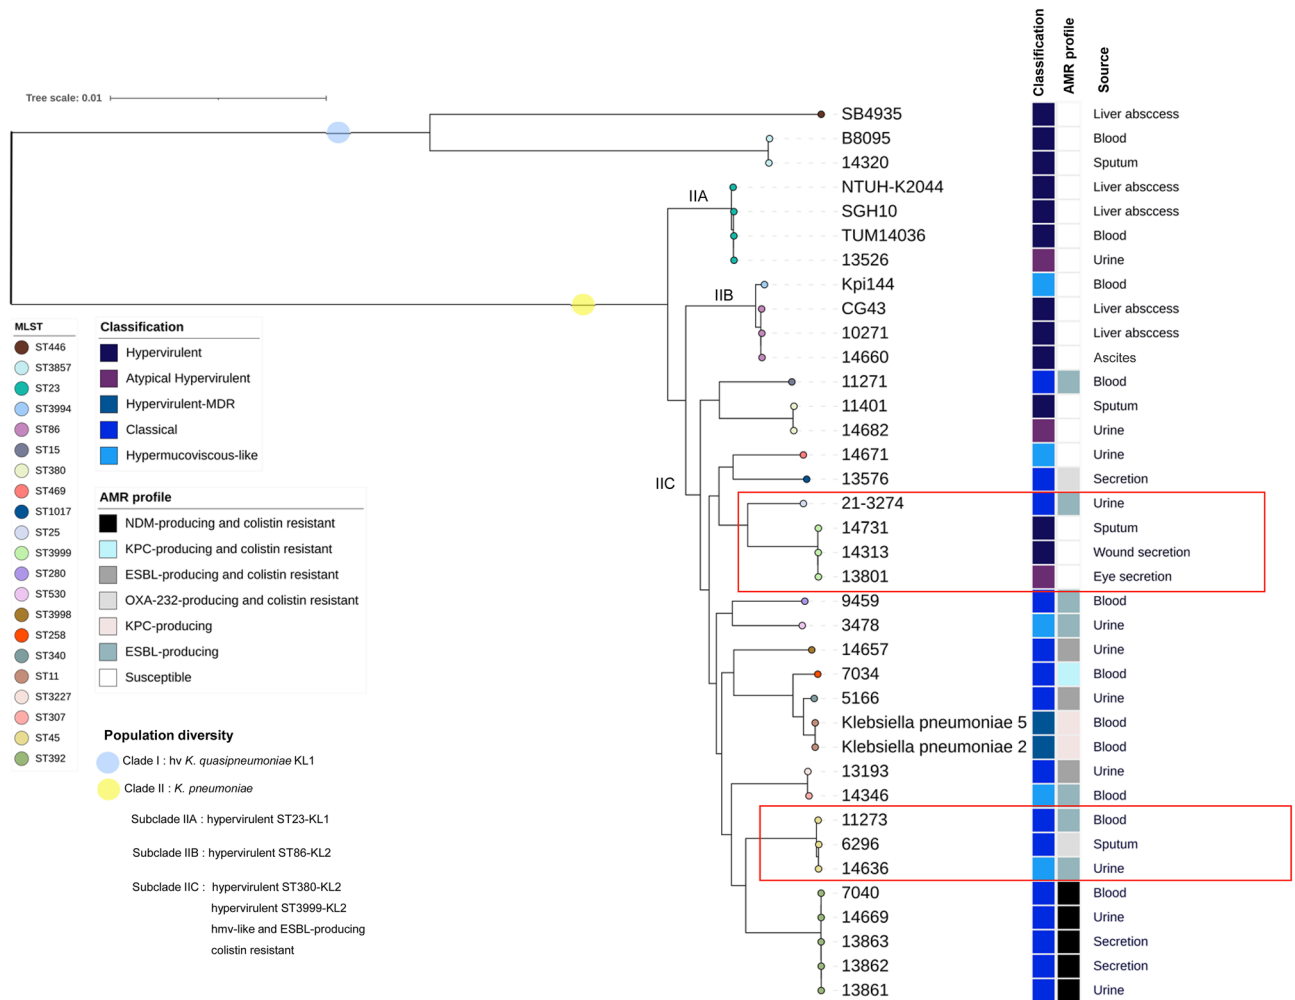 Classification
AMR profile
Source
Tree scale: 0.01
SB4935 Liver absccess
B8095 Blood
14320 Sputum
IIA
NTUH-K2044 Liver absccess
SGH10 Liver absccess
TUM14036 Blood
13526 Urine
IIB
Kpi144 Blood
CG43 Liver absccess
10271 Liver absccess
14660 Ascites
11271 Blood
11401 Sputum
14682 Urine
14671 Urine
IIC
13576 Secretion
21-3274 Urine
14731 Sputum
14313 Wound secretion
13801 Eye secretion
9459 Blood
3478 Urine
14657 Urine
7034 Blood
5166 Urine
Klebsiella pneumoniae 5 Blood
Klebsiella pneumoniae 2 Blood
13193 Urine
14346 Blood
11273 Blood
6296 Sputum
14636 Urine
7040 Blood
14669 Urine
13863 Secretion
13862 Secretion
13861 Urine
MLST
ST446
ST3857
ST23
ST3994
ST86
ST15
ST380
ST469
ST1017
ST25
ST3999
ST280
ST530
ST3998
ST258
ST340
ST11
ST3227
ST307
ST45
ST392
Classification
Hypervirulent
Atypical Hypervirulent
Hypervirulent-MDR
Classical
Hypermucoviscous-like
AMR profile
NDM-producing and colistin resistant
KPC-producing and colistin resistant
ESBL-producing and colistin resistant
OXA-232-producing and colistin resistant
KPC-producing
ESBL-producing
Susceptible
Population diversity
Clade I : hv K. quasipneumoniae KL1
Clade II : K. pneumoniae
Subclade IIA : hypervirulent ST23-KL1
Subclade IIB : hypervirulent ST86-KL2
Subclade IIC : hypervirulent ST380-KL2
hypervirulent ST3999-KL2
hmv-like and ESBL-producing
colistin resistant